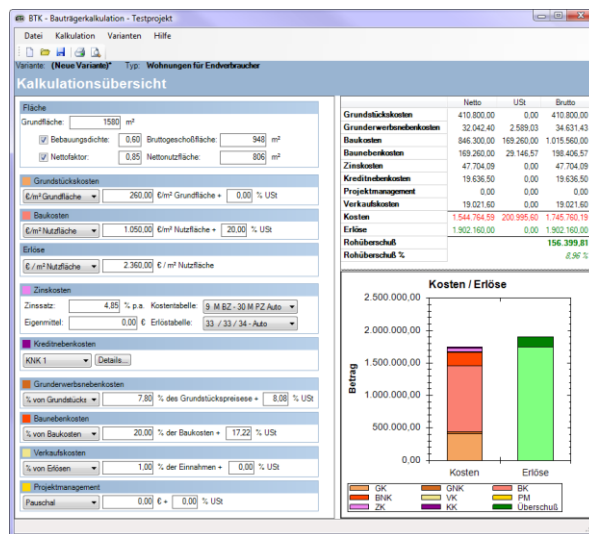 BTK - Bauträgerkalkulation - Testprojekt
Datei Kalkulation Varianten Hilfe
Variante: (Neue Variante)* Typ: Wohnungen für Endverbraucher
Kalkulationsübersicht
Fläche
Grundfläche: 1580 m²
Bebauungsdichte: 0,60 Bruttogeschoßfläche: 948 m²
Nettofaktor: 0,85 Nettonutzfläche: 806 m²
Grundstückskosten
€/m² Grundfläche 260,00 €/m² Grundfläche + 0,00 % USt
Baukosten
€/m² Nutzfläche 1.050,00 €/m² Nutzfläche + 20,00 % USt
Erlöse
€ / m² Nutzfläche 2.360,00 € / m² Nutzfläche
Zinskosten
Zinssatz: 4,85 % p.a. Kostentabelle: 9 M BZ - 30 M PZ Auto
Eigenmittel: 0,00 € Erlöstabelle: 33 / 33 / 34 - Auto
Kreditnebenkosten
KNK 1 Details...
Grunderwerbsnebenkosten
% von Grundstücks 7,80 % des Grundstückspreisese + 8,08 % USt
Baunebenkosten
% von Baukosten 20,00 % der Baukosten + 17,22 % USt
Verkaufskosten
% von Erlösen 1,00 % der Einnahmen + 0,00 % USt
Projektmanagement
Pauschal 0,00 € + 0,00 % USt
Netto USt Brutto
Grundstückskosten 410.800,00 0,00 410.800,00
Grunderwerbsnebenkosten 32.042,40 2.589,03 34.631,43
Baukosten 846.300,00 169.260,00 1.015.560,00
Baunebenkosten 169.260,00 29.146,57 198.406,57
Zinskosten 47.704,09 0,00 47.704,09
Kreditnebenkosten 19.636,50 0,00 19.636,50
Projektmanagement 0,00 0,00 0,00
Verkaufskosten 19.021,60 0,00 19.021,60
Kosten 1.544.764,59 200.995,60 1.745.760,19
Erlöse 1.902.160,00 0,00 1.902.160,00
Rohüberschuß 156.399,81
Rohüberschuß % 8,96 %
Kosten / Erlöse
Betrag
2.500.000,00
2.000.000,00
1.500.000,00
1.000.000,00
500.000,00
0,00
Kosten Erlöse
GK GNK BK
BNK VK PM
ZK KK Überschuß